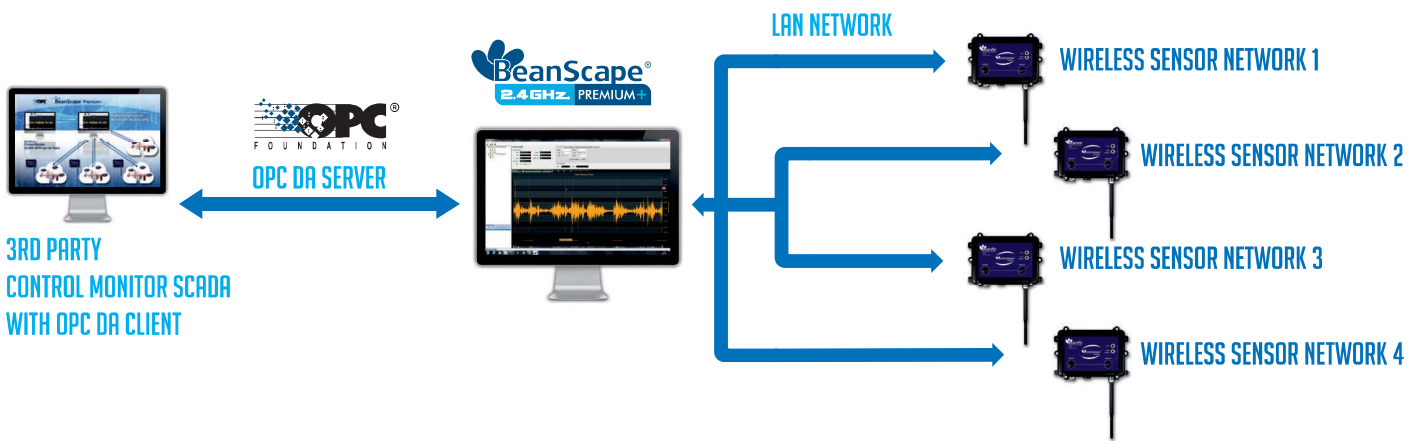 LAN NETWORK
WIRELESS SENSOR NETWORK 1
BeanScape®
2.4GHz. PREMIUM+
OPC®
FOUNDATION
OPC DA SERVER
WIRELESS SENSOR NETWORK 2
3RD PARTY
CONTROL MONITOR SCADA
WITH OPC DA CLIENT
WIRELESS SENSOR NETWORK 3
WIRELESS SENSOR NETWORK 4